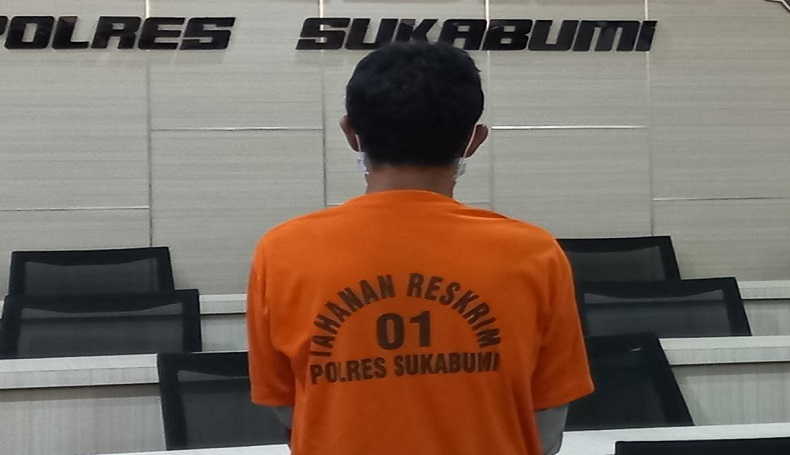 POLRES SUKABUMI
TAHANAN RESKRIM
01
POLRES SUKABUMI